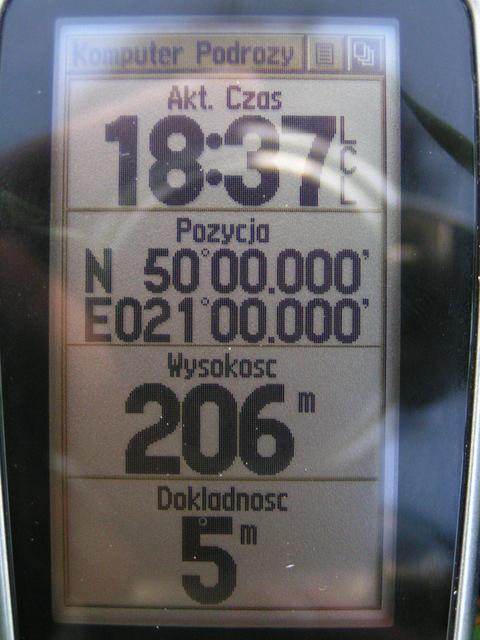 Komputer Podrozy
Akt. Czas
18:37 LCL
Pozycja
N 50°00.000'
E021°00.000'
Wysokosc
206 m
Dokladnosc
5 m